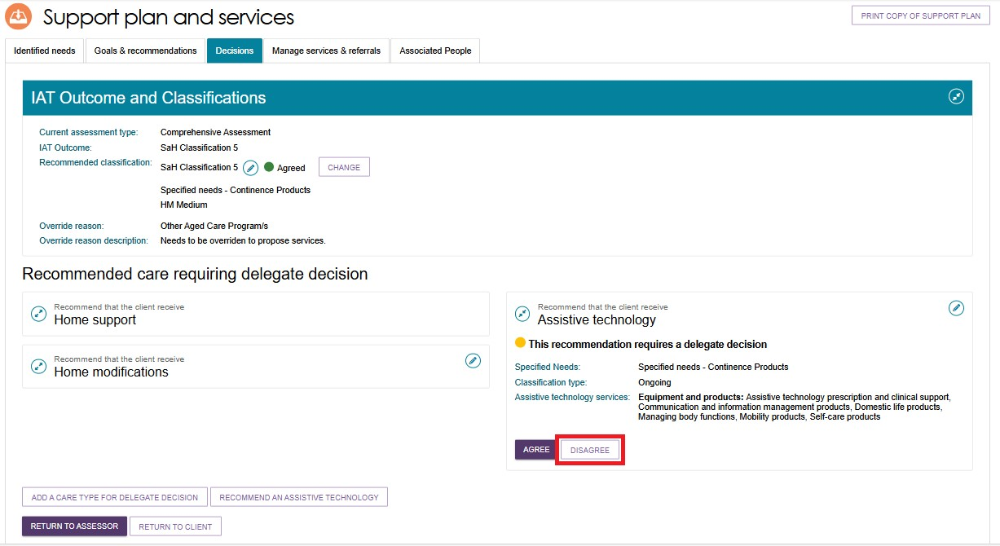 Support plan and services
PRINT COPY OF SUPPORT PLAN
Identified needs
Goals & recommendations
Decisions
Manage services & referrals
Associated People
IAT Outcome and Classifications
Current assessment type: Comprehensive Assessment
IAT Outcome: SaH Classification 5
Recommended classification: SaH Classification 5 Agreed CHANGE
Specified needs - Continence Products
HM Medium
Override reason: Other Aged Care Program/s
Override reason description: Needs to be overriden to propose services.
Recommended care requiring delegate decision
Recommend that the client receive
Home support
Recommend that the client receive
Home modifications
Recommend that the client receive
Assistive technology
This recommendation requires a delegate decision
Specified Needs: Specified needs - Continence Products
Classification type: Ongoing
Assistive technology services: Equipment and products: Assistive technology prescription and clinical support,
Communication and information management products, Domestic life products,
Managing body functions, Mobility products, Self-care products
AGREE
DISAGREE
ADD A CARE TYPE FOR DELEGATE DECISION
RECOMMEND AN ASSISTIVE TECHNOLOGY
RETURN TO ASSESSOR
RETURN TO CLIENT